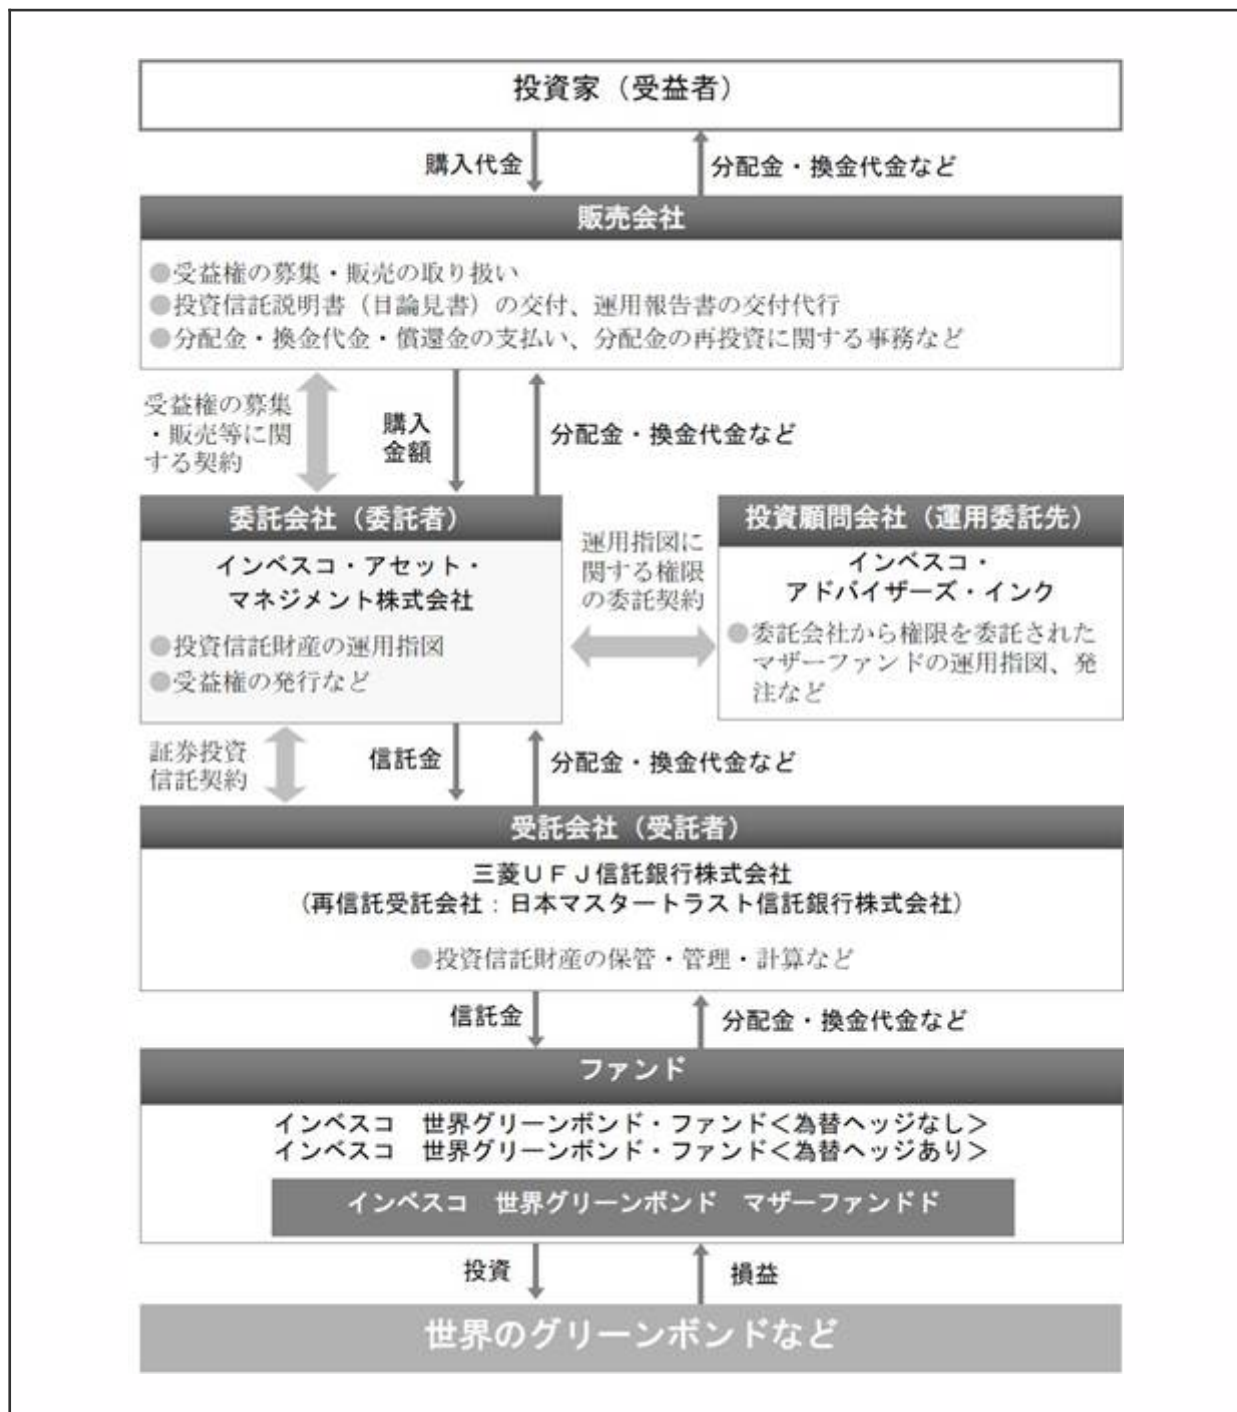 投資家（受益者）
購入代金
分配金・換金代金など
販売会社
●受益権の募集・販売の取り扱い
●投資信託説明書（目論見書）の交付、運用報告書の交付代行
●分配金・換金代金・償還金の支払い、分配金の再投資に関する事務など
受益権の募集
・販売等に関
する契約
購入
金額
分配金・換金代金など
委託会社（委託者）
インベスコ・アセット・
マネジメント株式会社
●投資信託財産の運用指図
●受益権の発行など
運用指図に
関する権限
の委託契約
投資顧問会社（運用委託先）
インベスコ・
アドバイザーズ・インク
●委託会社から権限を委託された
マザーファンドの運用指図、発
注など
証券投資
信託契約
信託金
分配金・換金代金など
受託会社（受託者）
三菱ＵＦＪ信託銀行株式会社
（再信託受託会社：日本マスタートラスト信託銀行株式会社）
●投資信託財産の保管・管理・計算など
信託金
分配金・換金代金など
ファンド
インベスコ　世界グリーンボンド・ファンド＜為替ヘッジなし＞
インベスコ　世界グリーンボンド・ファンド＜為替ヘッジあり＞
インベスコ　世界グリーンボンド　マザーファンドド
投資
損益
世界のグリーンボンドなど